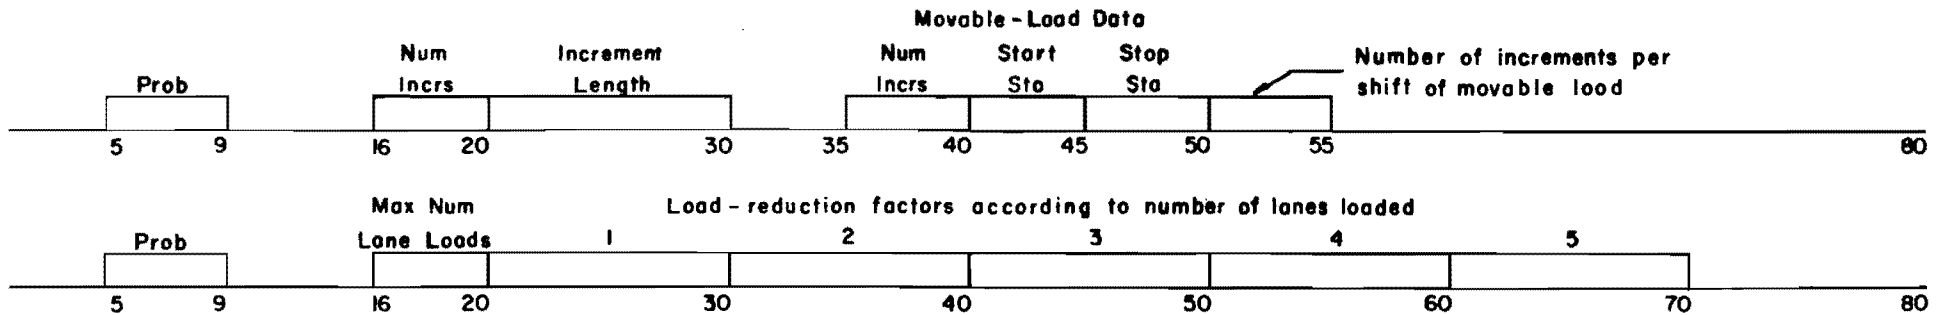 Movable-Load Data
Num Increment Num Start Stop Number of increments per
Prob Incrs Length Incrs Sta Sta shift of movable load
5 9 16 20 30 35 40 45 50 55 80
Max Num Load-reduction factors according to number of lanes loaded
Prob Lane Loads 1 2 3 4 5
5 9 16 20 30 40 50 60 70 80